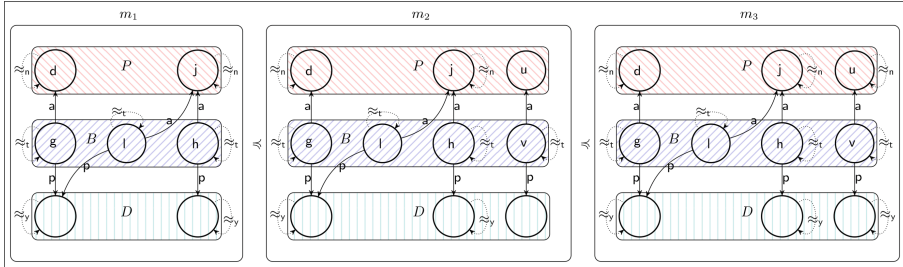 m₁ m₂ m₃
≈ₙ d P j ≈ₙ ⋞ d P j ≈ₙ u d P j ≈ₙ u ≈ₙ
a a a a a a a a
≈ₜ a ≈ₜ a ≈ₜ a
≈ₜ g B l h ≈ₜ g B l h ≈ₜ v g B l h ≈ₜ v ≈ₜ
p p p p p p p p p p p
≈ᵧ D ≈ᵧ D ≈ᵧ D ≈ᵧ